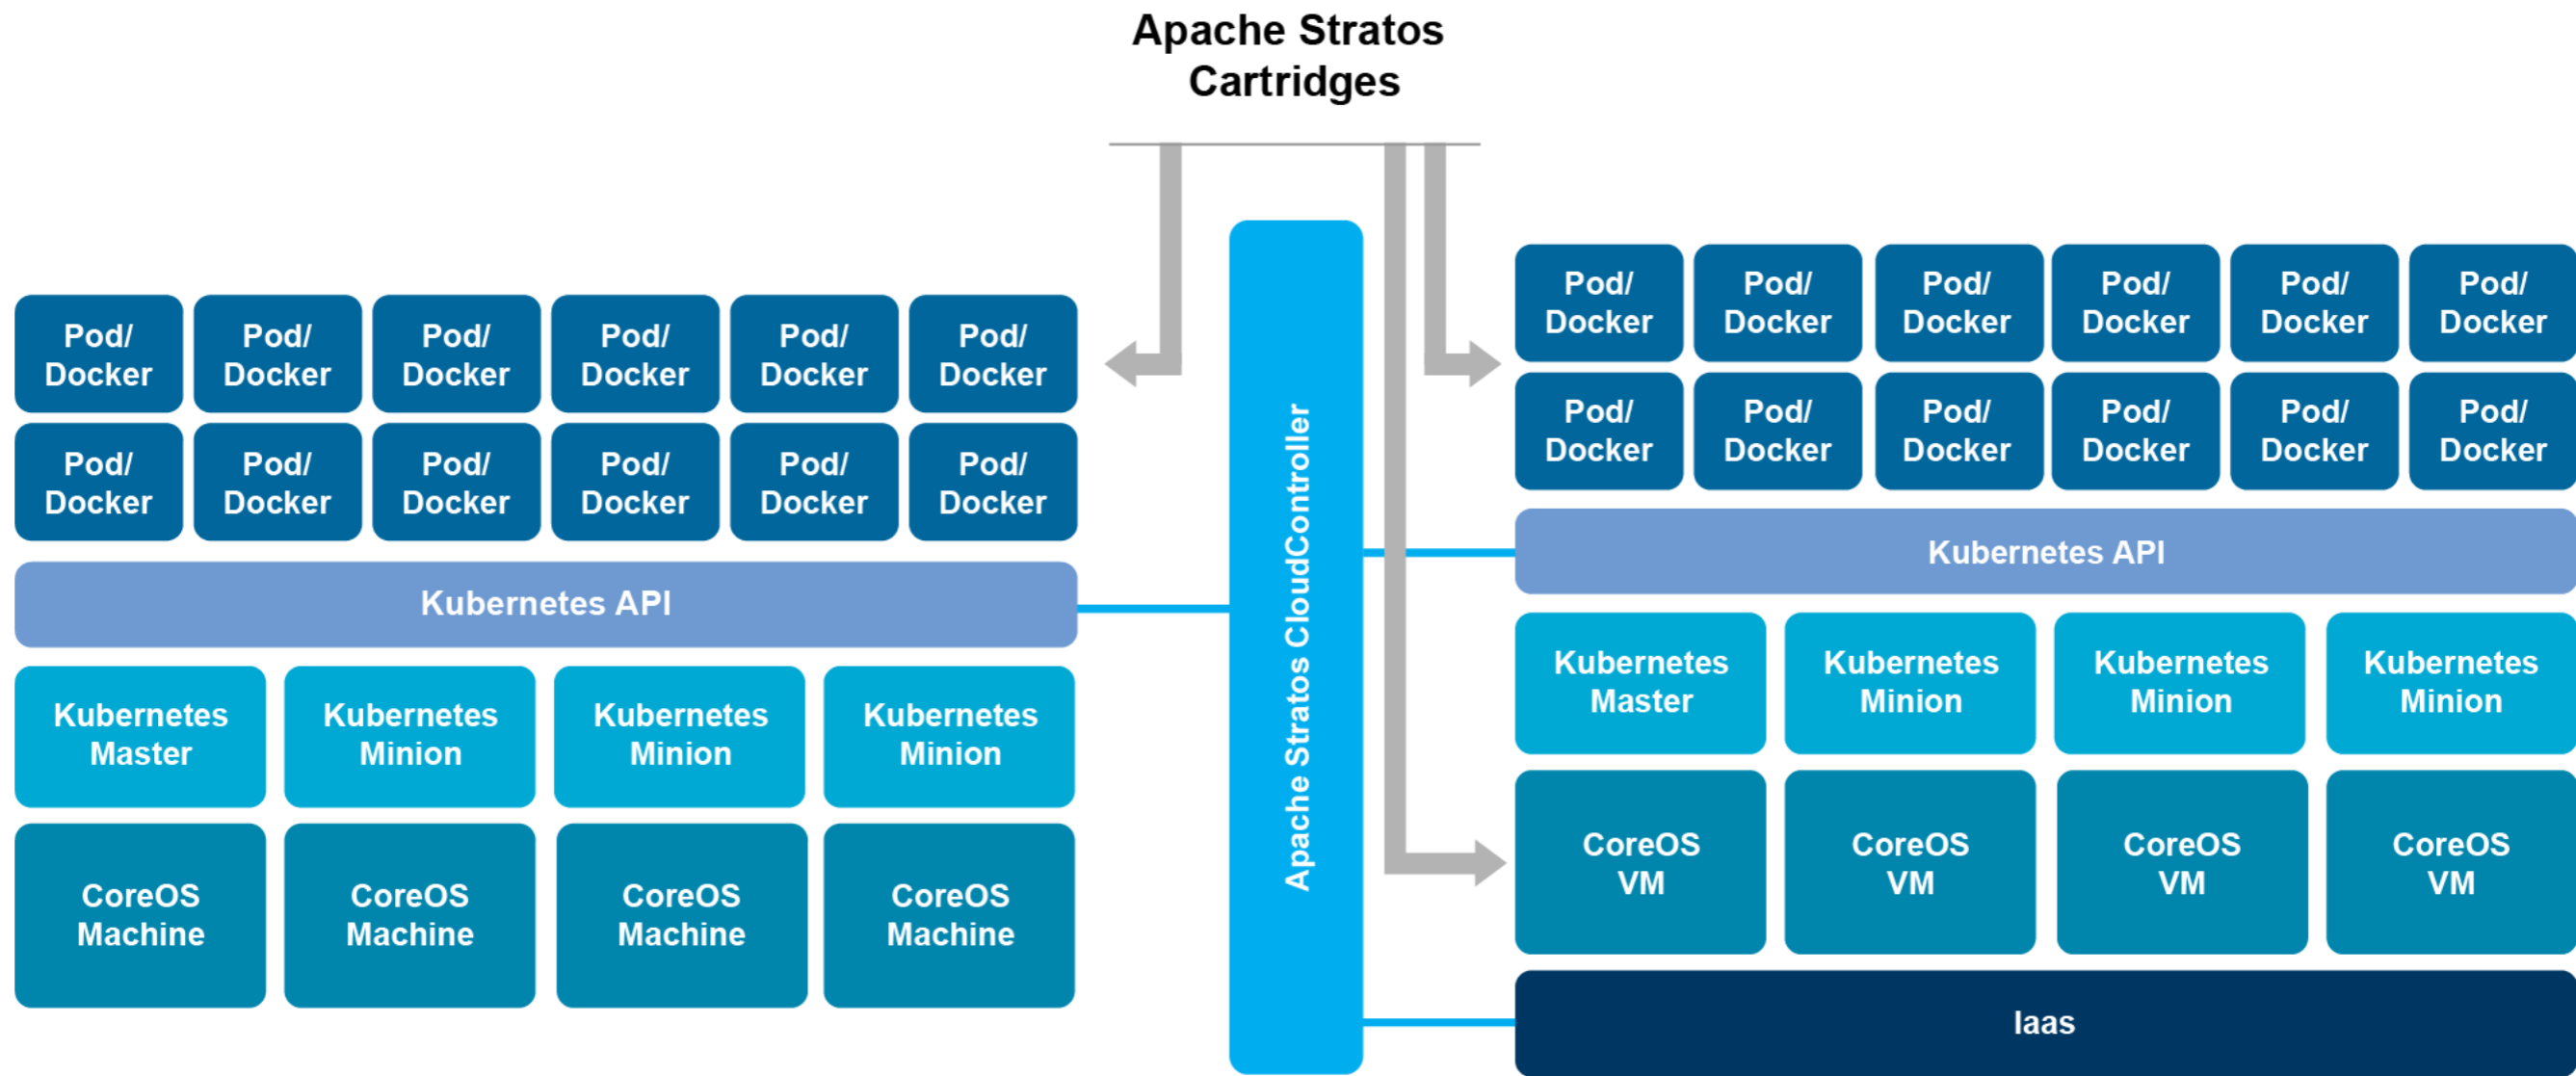 Apache Stratos
Cartridges
Pod/
Docker
Pod/
Docker
Pod/
Docker
Pod/
Docker
Pod/
Docker
Pod/
Docker
Pod/
Docker
Pod/
Docker
Pod/
Docker
Pod/
Docker
Pod/
Docker
Pod/
Docker
Kubernetes API
Kubernetes
Master
Kubernetes
Minion
Kubernetes
Minion
Kubernetes
Minion
CoreOS
Machine
CoreOS
Machine
CoreOS
Machine
CoreOS
Machine
Apache Stratos CloudController
Pod/
Docker
Pod/
Docker
Pod/
Docker
Pod/
Docker
Pod/
Docker
Pod/
Docker
Pod/
Docker
Pod/
Docker
Pod/
Docker
Pod/
Docker
Pod/
Docker
Pod/
Docker
Kubernetes API
Kubernetes
Master
Kubernetes
Minion
Kubernetes
Minion
Kubernetes
Minion
CoreOS
VM
CoreOS
VM
CoreOS
VM
CoreOS
VM
Iaas